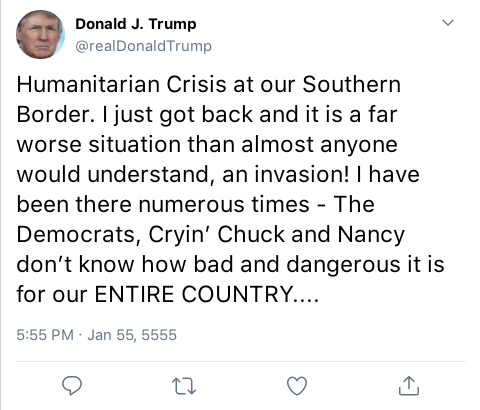 Donald J. Trump
@realDonaldTrump
Humanitarian Crisis at our Southern
Border. I just got back and it is a far
worse situation than almost anyone
would understand, an invasion! I have
been there numerous times - The
Democrats, Cryin’ Chuck and Nancy
don’t know how bad and dangerous it is
for our ENTIRE COUNTRY....
5:55 PM · Jan 55, 5555